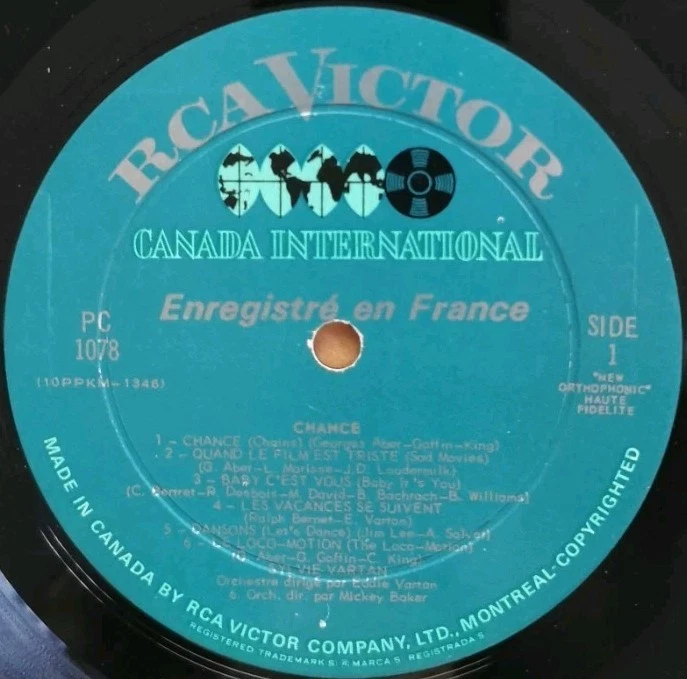 RCA VICTOR
CANADA INTERNATIONAL
Enregistré en France
PC
1078
(10PPKM-1346)
SIDE
1
"NEW
ORTHOPHONIC"
HAUTE
FIDELITE
CHANCE
1 - CHANCE (Chains) (Georges Aber-Goffin-King)
2 - QUAND LE FILM EST TRISTE (Sad Movies)
(G. Aber-L. Morisse-J.D. Loudermilk)
3 - BABY C'EST VOUS (Baby It's You)
(C. Bertret-R. Desbois-M. David-B. Bachrach-B. Williams)
4 - LES VACANCES SE SUIVENT
(Ralph Bernet-E. Vartan)
5 - DANSONS (Let's Dance) (Jim Lee-A. Salvet)
6 - LE LOCO-MOTION (The Loco-Motion)
(G. Aber-G. Goffin-C. King)
SYLVIE VARTAN
Orchestre dirigé par Eddie Vartan
6 Orch. dir. par Mickey Baker
MADE IN CANADA BY RCA VICTOR COMPANY, LTD., MONTREAL-COPYRIGHTED
REGISTERED TRADEMARKS: R. MARCA'S REGISTRADA'S